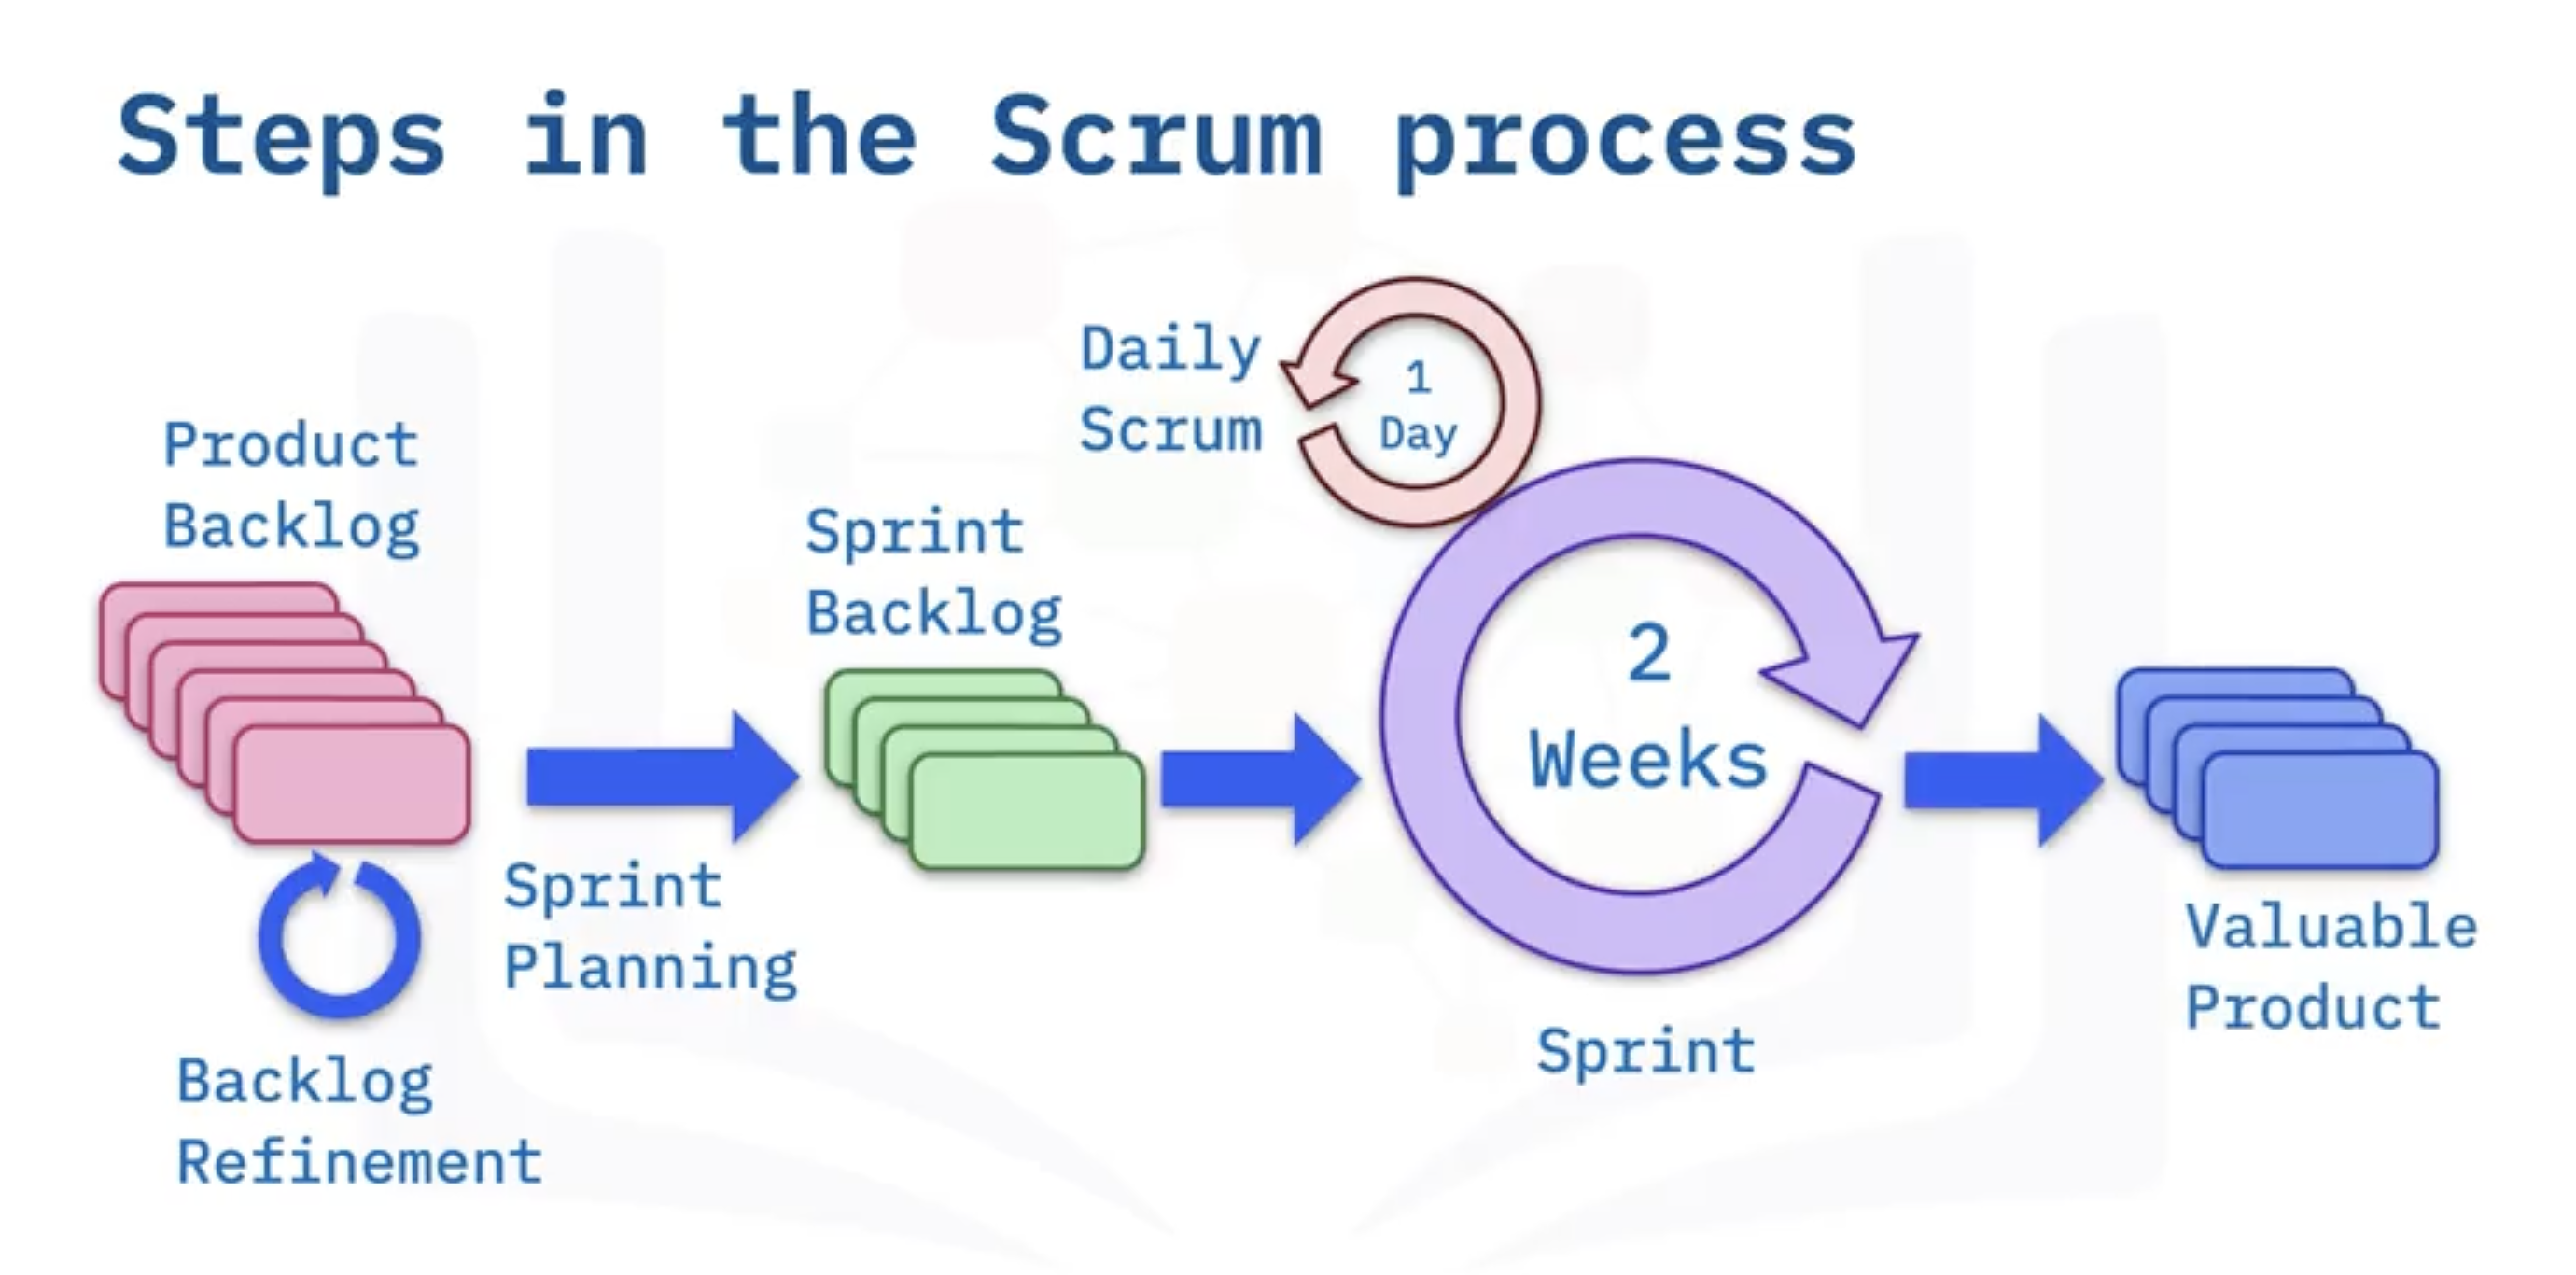 Steps in the Scrum process
Product
Backlog
Backlog
Refinement
Sprint
Planning
Sprint
Backlog
Daily
Scrum
1
Day
2
Weeks
Sprint
Valuable
Product